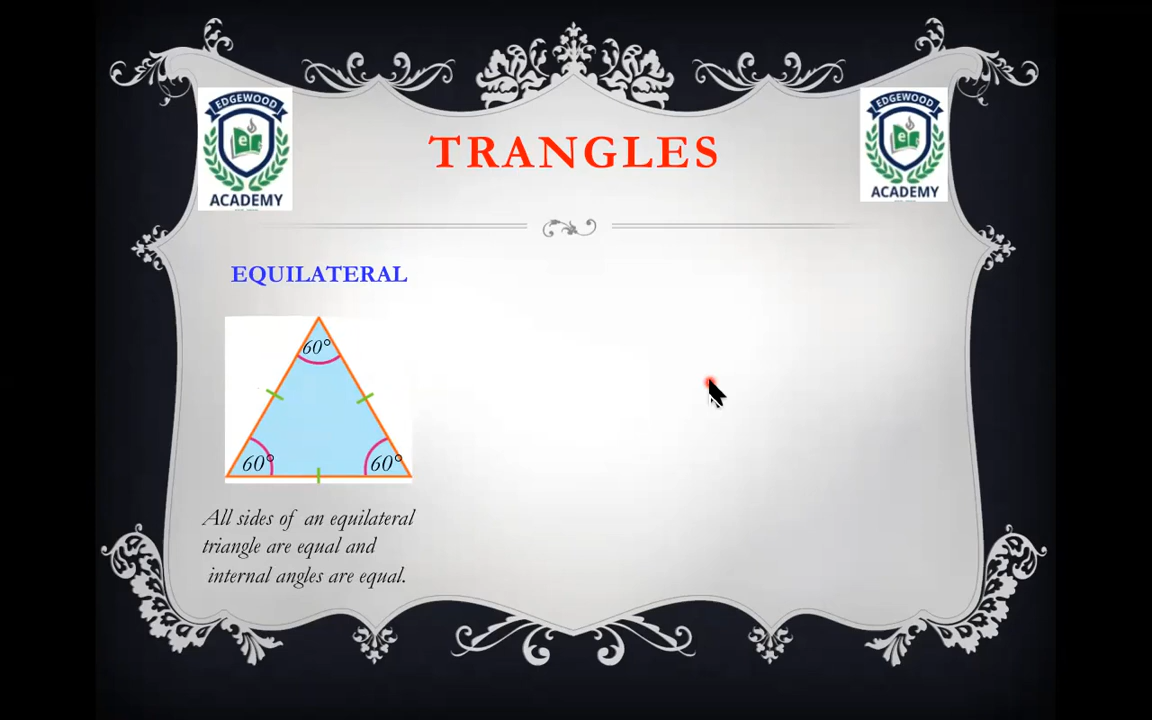 EDGEWOOD
ACADEMY
TRANGLES
EDGEWOOD
ACADEMY
EQUILATERAL
60°
60°
60°
All sides of an equilateral
triangle are equal and
internal angles are equal.